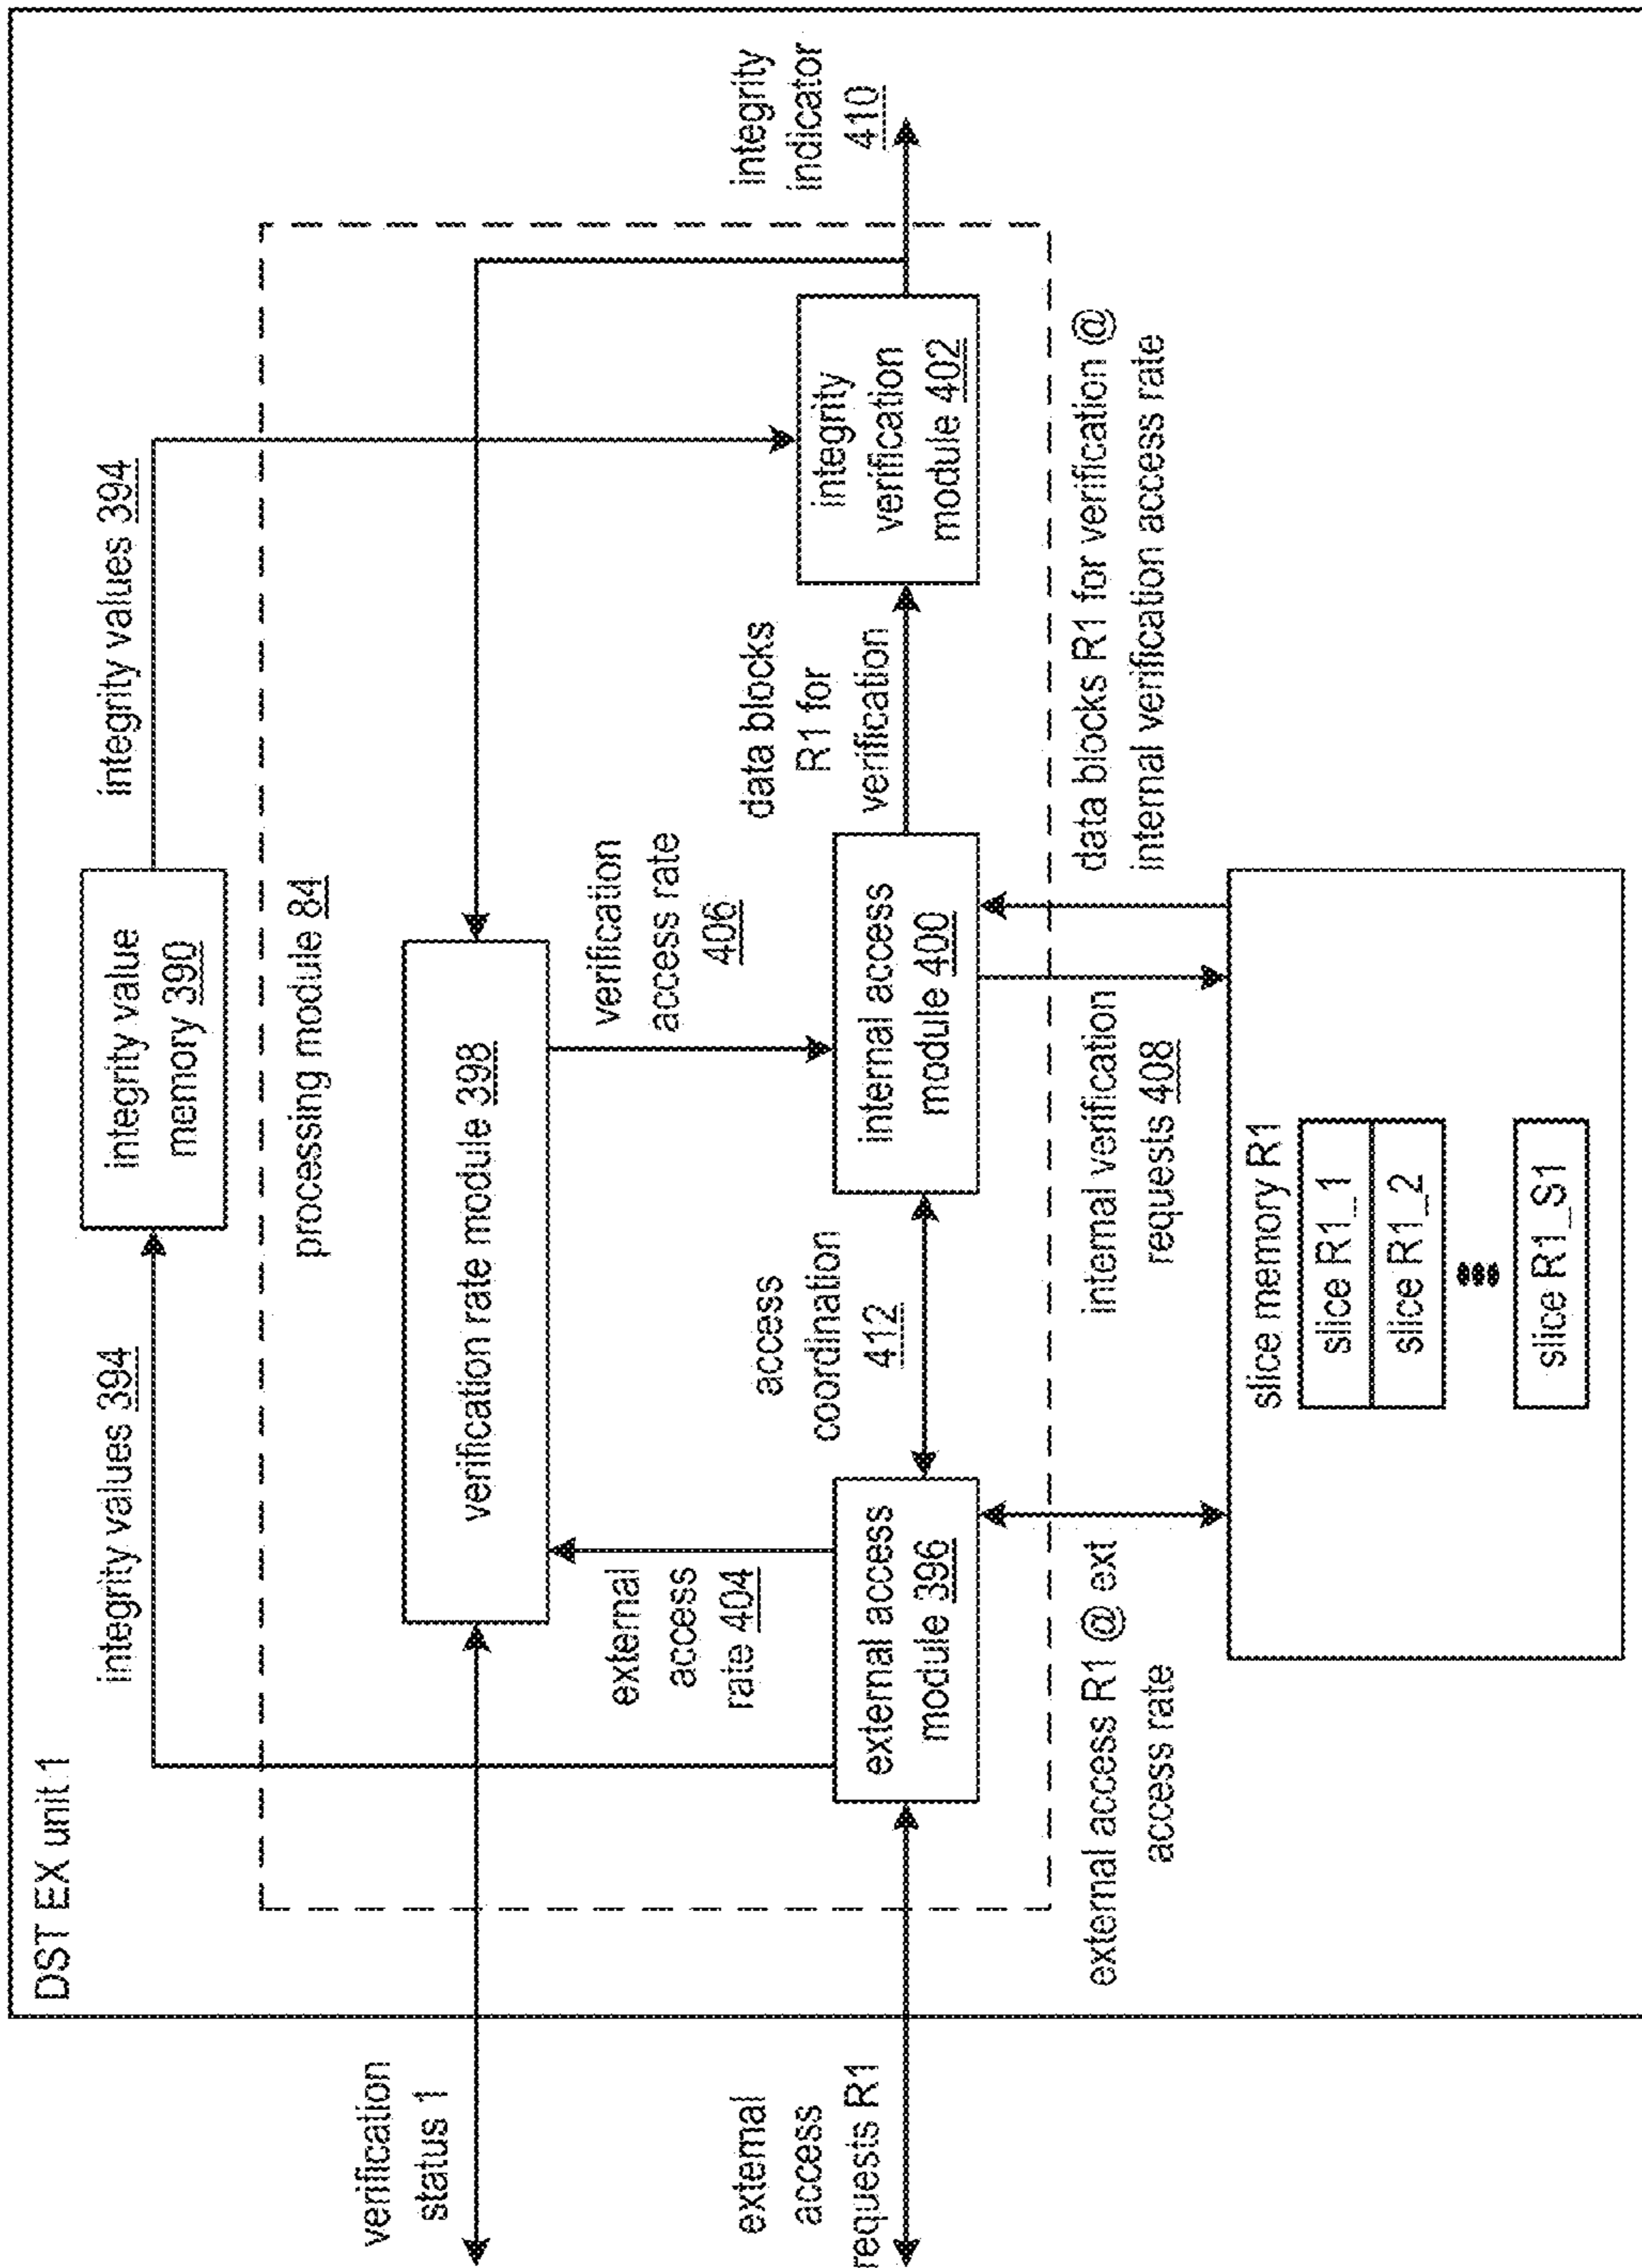 DST EX unit 1
integrity values 394
integrity value
memory 390
integrity values 394
processing module 84
verification
status 1
verification rate module 398
external
access
rate 404
verification
access rate
406
external
access
requests R1
external access
module 396
access
coordination
412
internal access
module 400
data blocks
R1 for
verification
integrity
verification
module 402
integrity
indicator
410
external access R1 @ ext
access rate
internal verification
requests 408
data blocks R1 for verification @
internal verification access rate
slice memory R1
slice R1_1
slice R1_2
slice R1_S1